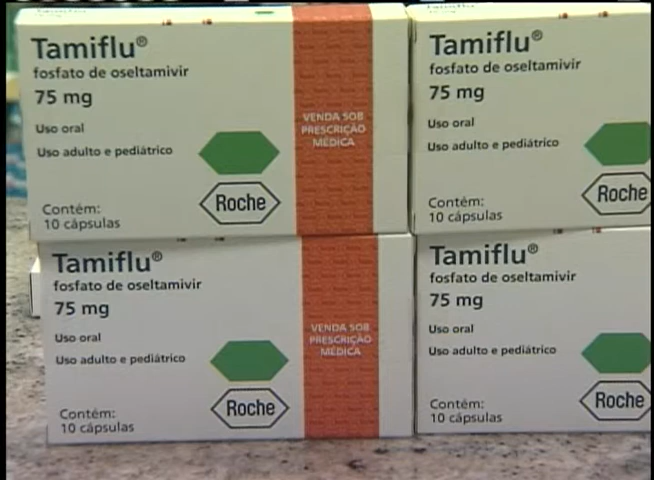 Tamiflu®
fosfato de oseltamivir
75 mg
Uso oral
Uso adulto e pediátrico
Contém:
10 cápsulas
Roche
VENDA SOB
PRESCRIÇÃO
MÉDICA
Tamiflu®
fosfato de oseltamivir
75 mg
Uso oral
Uso adulto e pediátrico
Contém:
10 cápsulas
Roche
Tamiflu®
fosfato de oseltamivir
75 mg
Uso oral
Uso adulto e pediátrico
Contém:
10 cápsulas
Roche
VENDA SOB
PRESCRIÇÃO
MÉDICA
Tamiflu®
fosfato de oseltamivir
75 mg
Uso oral
Uso adulto e pediátrico
Contém:
10 cápsulas
Roche